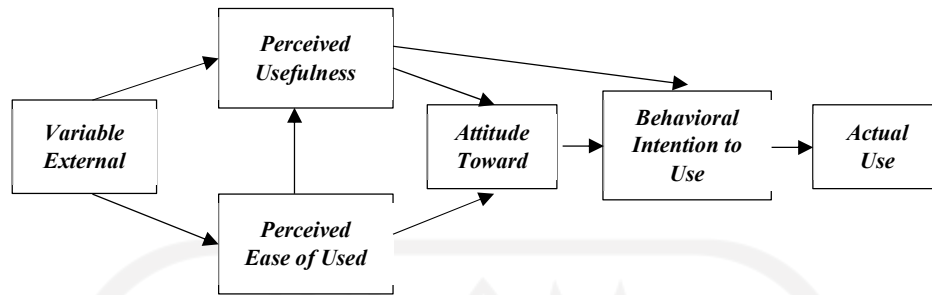 Perceived
Usefulness
Variable
External
Attitude
Toward
Behavioral
Intention to
Use
Actual
Use
Perceived
Ease of Used